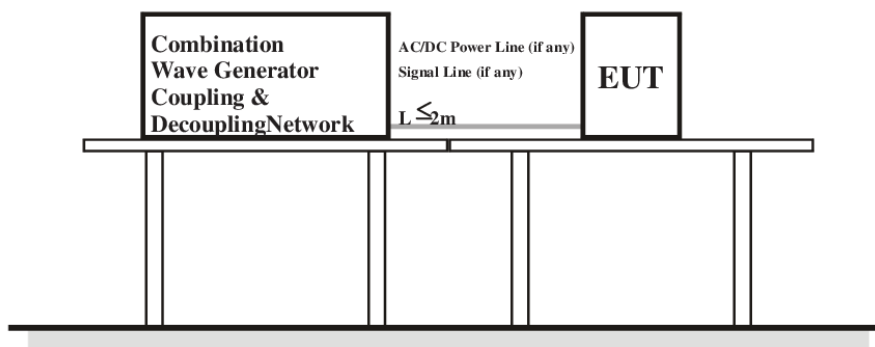 Combination
Wave Generator
Coupling &
DecouplingNetwork
AC/DC Power Line (if any)
Signal Line (if any)
L ≤2m
EUT